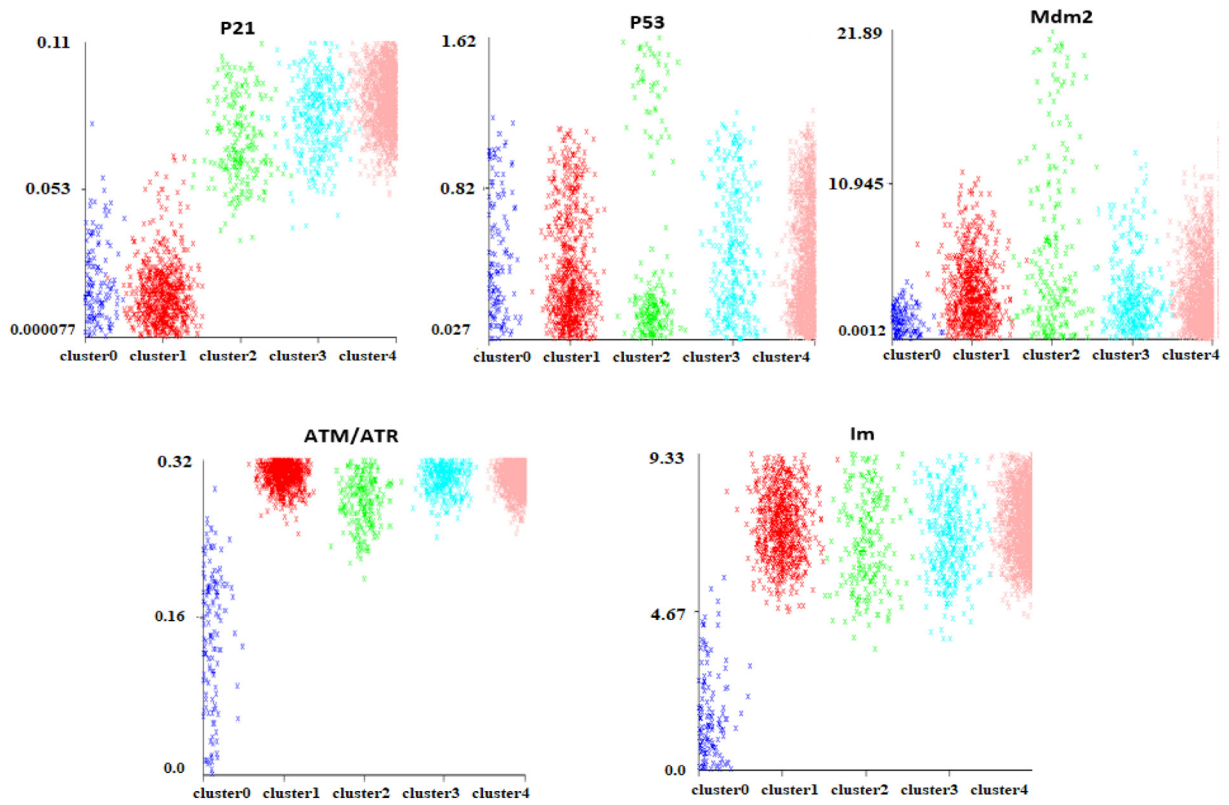 P21
0.11
0.053
0.000077
cluster0 cluster1 cluster2 cluster3 cluster4
P53
1.62
0.82
0.027
cluster0 cluster1 cluster2 cluster3 cluster4
Mdm2
21.89
10.945
0.0012
cluster0 cluster1 cluster2 cluster3 cluster4
ATM/ATR
0.32
0.16
0.0
cluster0 cluster1 cluster2 cluster3 cluster4
Im
9.33
4.67
0.0
cluster0 cluster1 cluster2 cluster3 cluster4